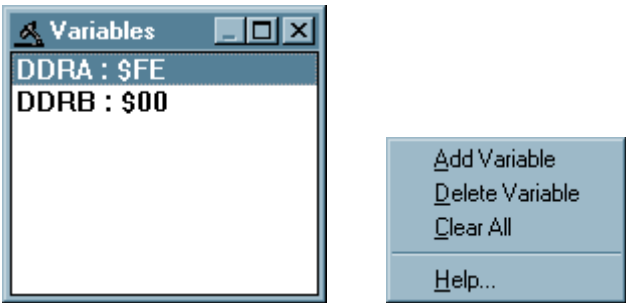 Variables
DDRA : $FE
DDRB : $00
Add Variable
Delete Variable
Clear All
Help...